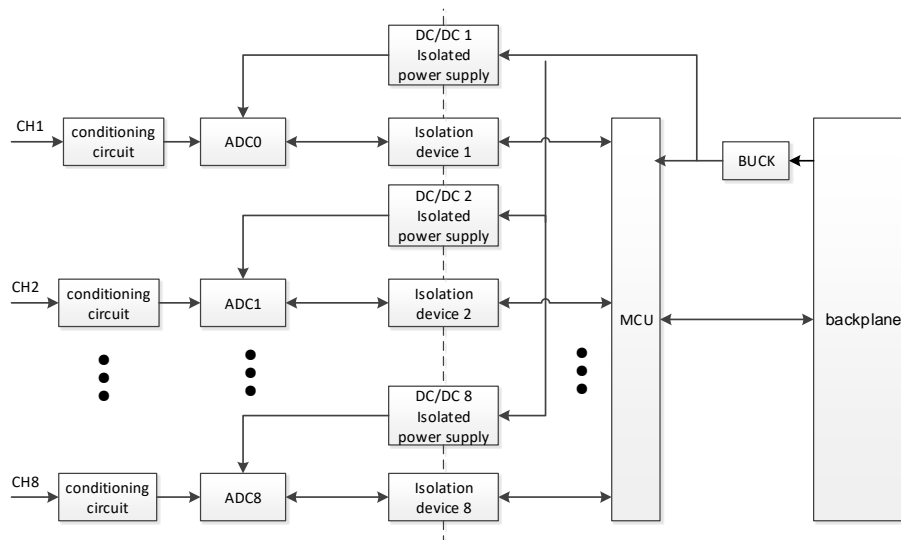 DC/DC 1
Isolated
power supply
CH1
conditioning
circuit
ADC0
Isolation
device 1
BUCK
DC/DC 2
Isolated
power supply
CH2
conditioning
circuit
ADC1
Isolation
device 2
MCU
backplane
DC/DC 8
Isolated
power supply
CH8
conditioning
circuit
ADC8
Isolation
device 8